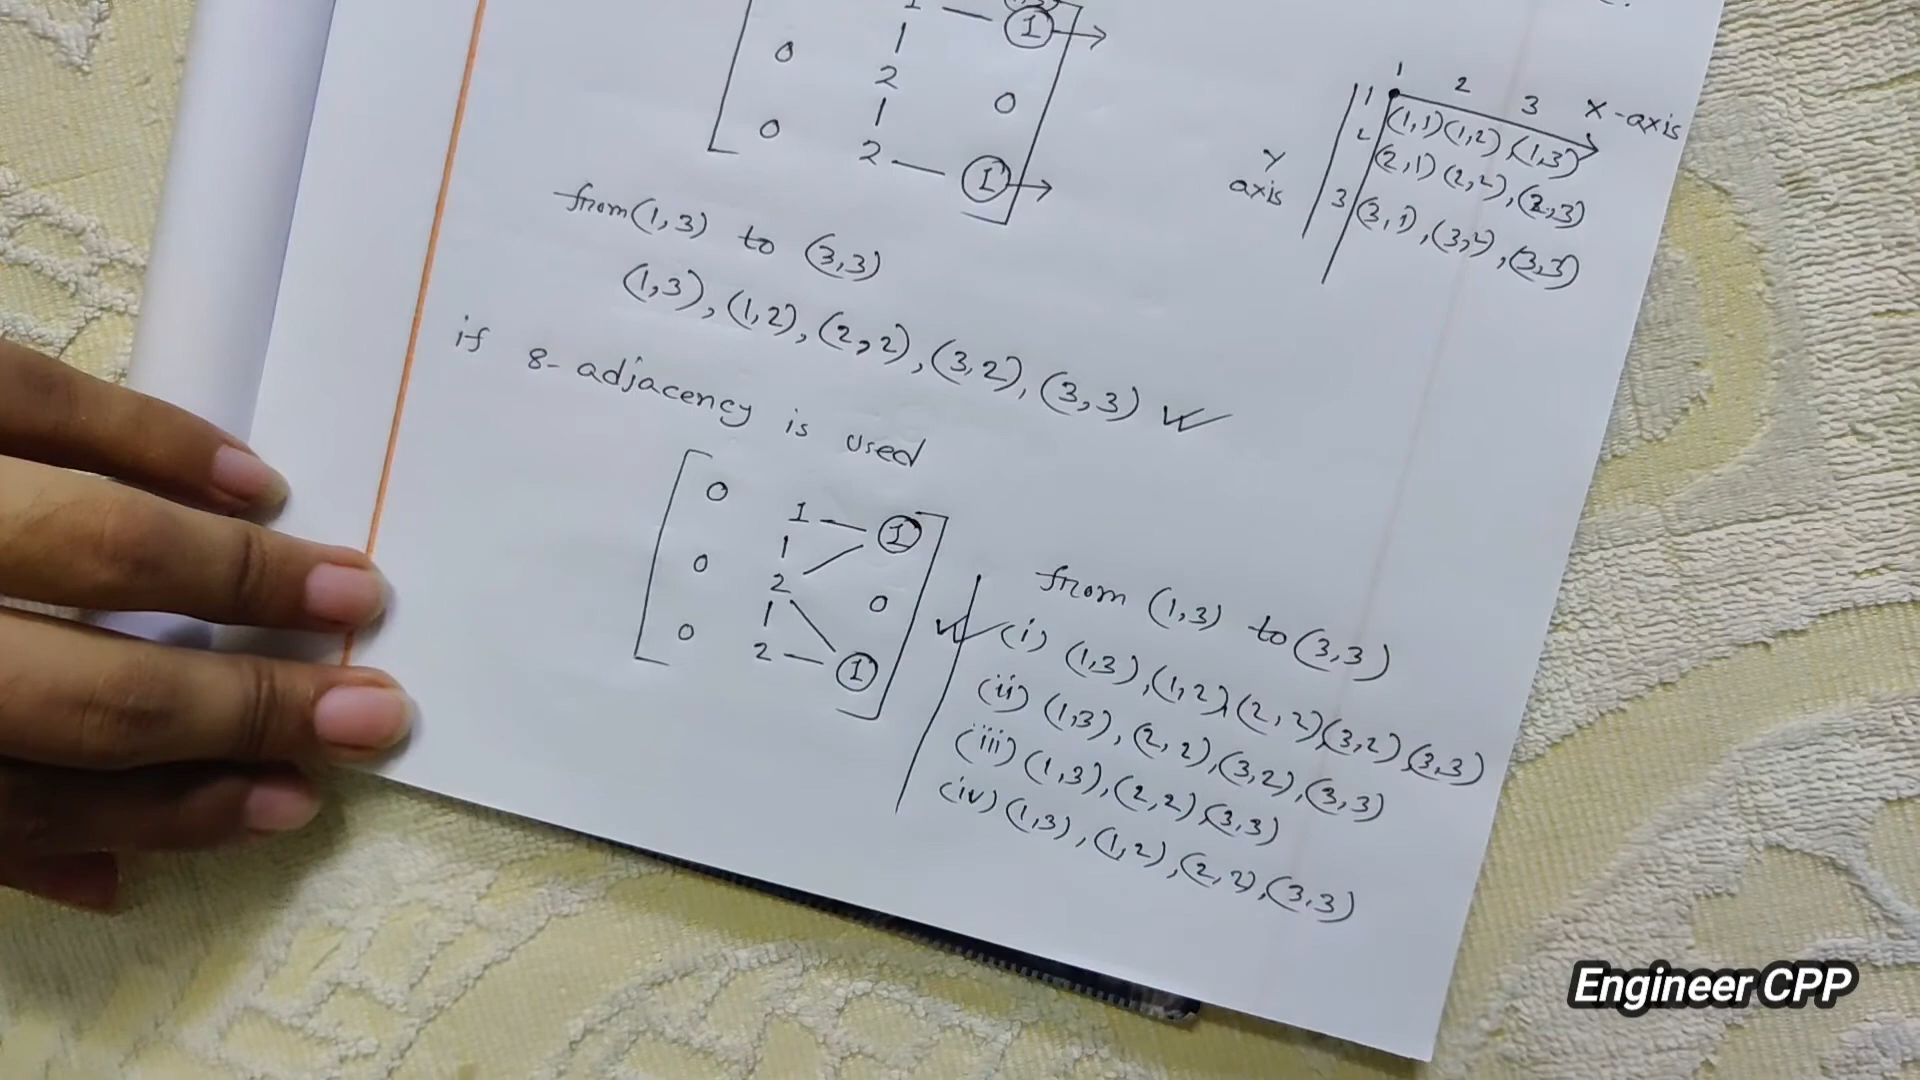 1 — 1 →
0 2 0
0 2 — 1 →
1 2 3 X-axis
1 (1,1) (1,2) (1,3)
2 (2,1) (2,2), (2,3)
Y
axis
3 (3,1), (3,2), (3,3)
from (1,3) to (3,3)
(1,3), (1,2), (2,2), (3,2), (3,3)
if 8-adjacency is used
0 1 — 1
0 2 0
0 2 — 1
from (1,3) to (3,3)
(i) (1,3), (1,2), (2,2) (3,2) (3,3)
(ii) (1,3), (2,2), (3,2), (3,3)
(iii) (1,3), (2,2) (3,3)
(iv) (1,3), (1,2), (2,2), (3,3)
Engineer CPP